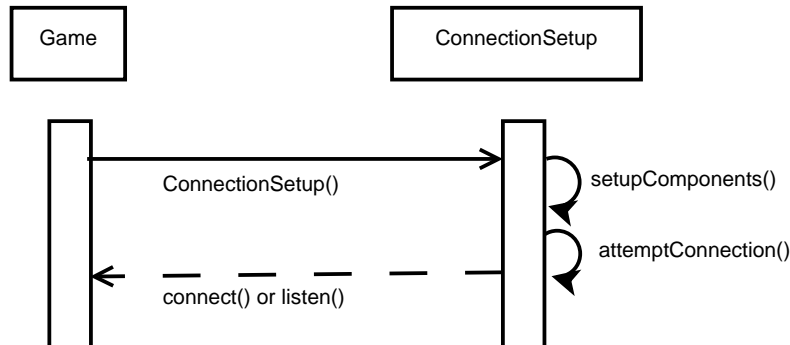 Game
ConnectionSetup
ConnectionSetup()
setupComponents()
attemptConnection()
connect() or listen()